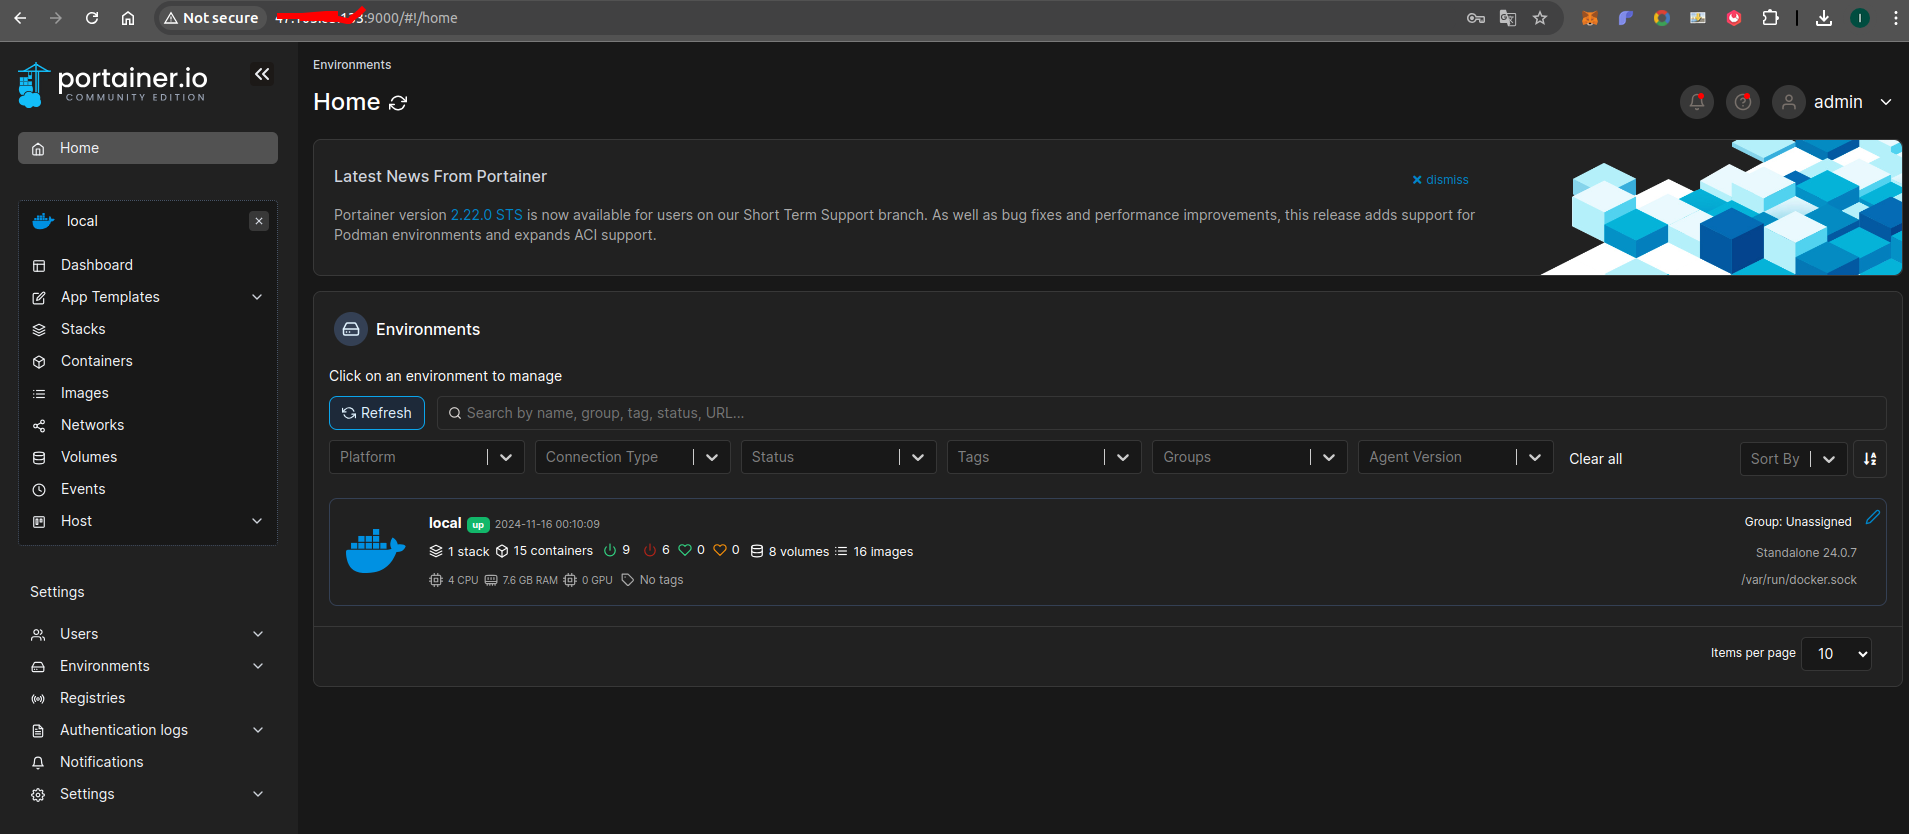 Not secure :9000/#!/home
portainer.io
COMMUNITY EDITION
Home
local
Dashboard
App Templates
Stacks
Containers
Images
Networks
Volumes
Events
Host
Settings
Users
Environments
Registries
Authentication logs
Notifications
Settings
Environments
Home
admin
Latest News From Portainer
dismiss
Portainer version 2.22.0 STS is now available for users on our Short Term Support branch. As well as bug fixes and performance improvements, this release adds support for
Podman environments and expands ACI support.
Environments
Click on an environment to manage
Refresh
Search by name, group, tag, status, URL...
Platform
Connection Type
Status
Tags
Groups
Agent Version
Clear all
Sort By
local up 2024-11-16 00:10:09
1 stack 15 containers 9 6 0 0 8 volumes 16 images
4 CPU 7.6 GB RAM 0 GPU No tags
Group: Unassigned
Standalone 24.0.7
/var/run/docker.sock
Items per page 10